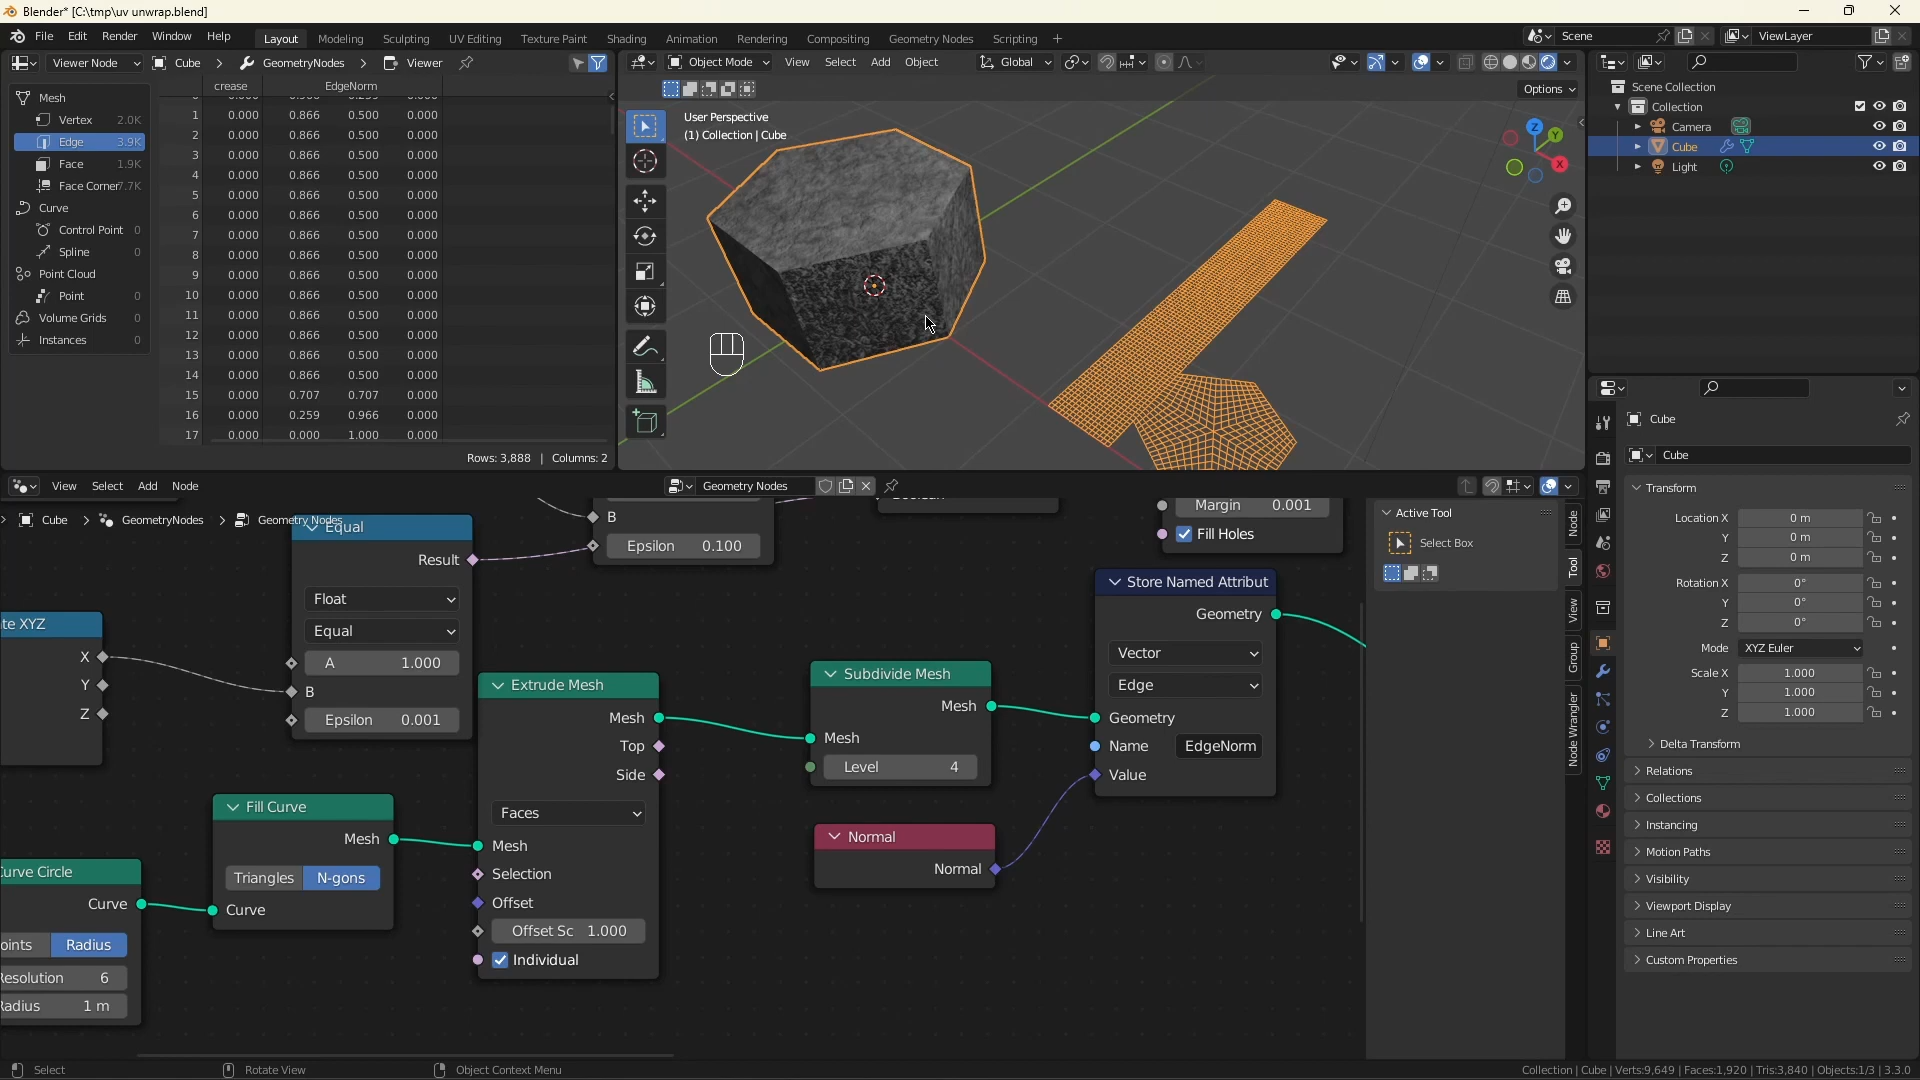 Blender* [C:\tmp\uv unwrap.blend]
File Edit Render Window Help Layout Modeling Sculpting UV Editing Texture Paint Shading Animation Rendering Compositing Geometry Nodes Scripting + Scene ViewLayer
Viewer Node Cube GeometryNodes Viewer
Object Mode View Select Add Object Global
Options
crease EdgeNorm
Mesh
Vertex 2.0K
Edge 3.9K
Face 1.9K
Face Corner 7.7K
Curve
Control Point 0
Spline 0
Point Cloud
Point 0
Volume Grids 0
Instances 0
1 0.000 0.866 0.500 0.000
2 0.000 0.866 0.500 0.000
3 0.000 0.866 0.500 0.000
4 0.000 0.866 0.500 0.000
5 0.000 0.866 0.500 0.000
6 0.000 0.866 0.500 0.000
7 0.000 0.866 0.500 0.000
8 0.000 0.866 0.500 0.000
9 0.000 0.866 0.500 0.000
10 0.000 0.866 0.500 0.000
11 0.000 0.866 0.500 0.000
12 0.000 0.866 0.500 0.000
13 0.000 0.866 0.500 0.000
14 0.000 0.866 0.500 0.000
15 0.000 0.707 0.707 0.000
16 0.000 0.259 0.966 0.000
17 0.000 0.000 1.000 0.000
Rows: 3,888 | Columns: 2
User Perspective
(1) Collection | Cube
Z
Y
X
Scene Collection
Collection
Camera
Cube
Light
View Select Add Node Geometry Nodes
Cube GeometryNodes Geometry Nodes
Equal
Result
Float
Equal
A 1.000
B
Epsilon 0.001
B
Epsilon 0.100
Margin 0.001
Fill Holes
te XYZ
X
Y
Z
Extrude Mesh
Mesh
Top
Side
Faces
Mesh
Selection
Offset
Offset Sc 1.000
Individual
Fill Curve
Mesh
Triangles N-gons
Curve
Curve Circle
Curve
oints Radius
Resolution 6
Radius 1 m
Subdivide Mesh
Mesh
Mesh
Level 4
Normal
Normal
Store Named Attribut
Geometry
Vector
Edge
Geometry
Name EdgeNorm
Value
Active Tool
Select Box
Node
Tool
View
Group
Node Wrangler
Cube
Cube
Transform
Location X 0 m
Y 0 m
Z 0 m
Rotation X 0°
Y 0°
Z 0°
Mode XYZ Euler
Scale X 1.000
Y 1.000
Z 1.000
Delta Transform
Relations
Collections
Instancing
Motion Paths
Visibility
Viewport Display
Line Art
Custom Properties
Select Rotate View Object Context Menu
Collection | Cube | Verts:9,649 | Faces:1,920 | Tris:3,840 | Objects:1/3 | 3.3.0